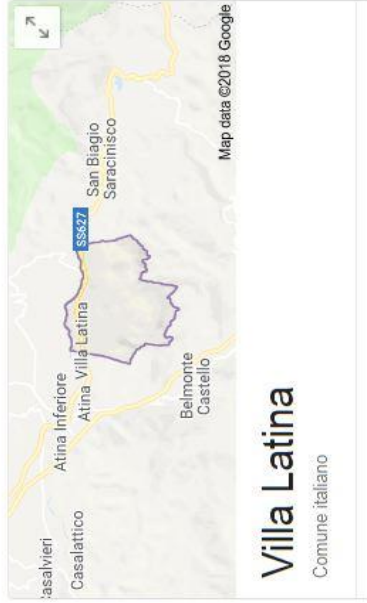 :asalvieri
Casalattico
Atina Inferiore
Atina
Villa Latina
SS627
San Biagio
Saracinisco
Belmonte
Castello
Map data ©2018 Google
Villa Latina
Comune italiano